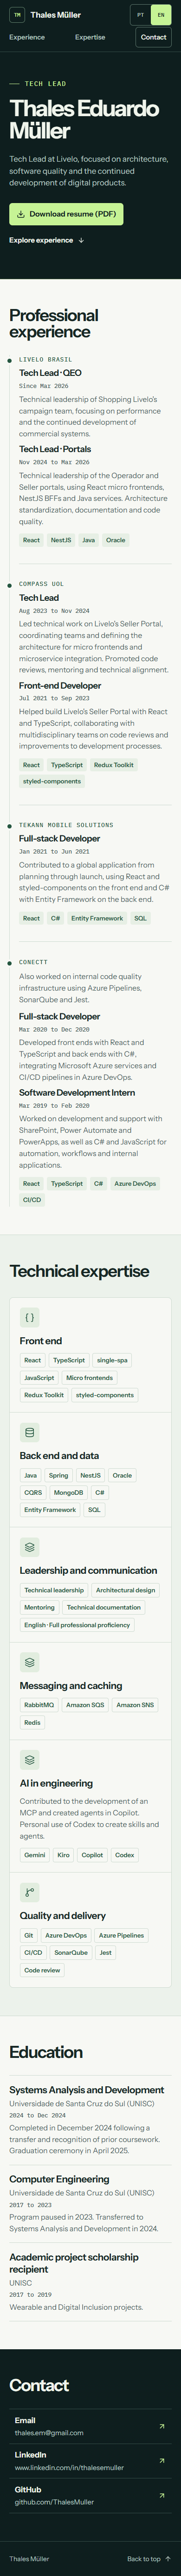 TM Thales Müller PT EN
Experience Expertise Contact
TECH LEAD
Thales Eduardo
Müller
Tech Lead at Livelo, focused on architecture,
software quality and the continued
development of digital products.
Download resume (PDF)
Explore experience ↓
Professional
experience
LIVELO BRASIL
Tech Lead · QEO
Since Mar 2026
Technical leadership of Shopping Livelo's
campaign team, focusing on performance
and the continued development of
commercial systems.
Tech Lead · Portals
Nov 2024 to Mar 2026
Technical leadership of the Operador and
Seller portals, using React micro frontends,
NestJS BFFs and Java services. Architecture
standardization, documentation and code
quality.
React NestJS Java Oracle
COMPASS UOL
Tech Lead
Aug 2023 to Nov 2024
Led technical work on Livelo's Seller Portal,
coordinating teams and defining the
architecture for micro frontends and
microservice integration. Promoted code
reviews, mentoring and technical alignment.
Front-end Developer
Jul 2021 to Sep 2023
Helped build Livelo's Seller Portal with React
and TypeScript, collaborating with
multidisciplinary teams on code reviews and
improvements to development processes.
React TypeScript Redux Toolkit
styled-components
TEKANN MOBILE SOLUTIONS
Full-stack Developer
Jan 2021 to Jun 2021
Contributed to a global application from
planning through launch, using React and
styled-components on the front end and C#
with Entity Framework on the back end.
React C# Entity Framework SQL
CONECTT
Also worked on internal code quality
infrastructure using Azure Pipelines,
SonarQube and Jest.
Full-stack Developer
Mar 2020 to Dec 2020
Developed front ends with React and
TypeScript and back ends with C#,
integrating Microsoft Azure services and
CI/CD pipelines in Azure DevOps.
Software Development Intern
Mar 2019 to Feb 2020
Worked on development and support with
SharePoint, Power Automate and
PowerApps, as well as C# and JavaScript for
automation, workflows and internal
applications.
React TypeScript C# Azure DevOps
CI/CD
Technical expertise
Front end
React TypeScript single-spa
JavaScript Micro frontends
Redux Toolkit styled-components
Back end and data
Java Spring NestJS Oracle
CQRS MongoDB C#
Entity Framework SQL
Leadership and communication
Technical leadership Architectural design
Mentoring Technical documentation
English · Full professional proficiency
Messaging and caching
RabbitMQ Amazon SQS Amazon SNS
Redis
AI in engineering
Contributed to the development of an
MCP and created agents in Copilot.
Personal use of Codex to create skills and
agents.
Gemini Kiro Copilot Codex
Quality and delivery
Git Azure DevOps Azure Pipelines
CI/CD SonarQube Jest
Code review
Education
Systems Analysis and Development
Universidade de Santa Cruz do Sul (UNISC)
2024 to Dec 2024
Completed in December 2024 following a
transfer and recognition of prior coursework.
Graduation ceremony in April 2025.
Computer Engineering
Universidade de Santa Cruz do Sul (UNISC)
2017 to 2023
Program paused in 2023. Transferred to
Systems Analysis and Development in 2024.
Academic project scholarship
recipient
UNISC
2017 to 2019
Wearable and Digital Inclusion projects.
Contact
Email
thales.em@gmail.com
LinkedIn
www.linkedin.com/in/thalesemuller
GitHub
github.com/ThalesMuller
Thales Müller Back to top ↑